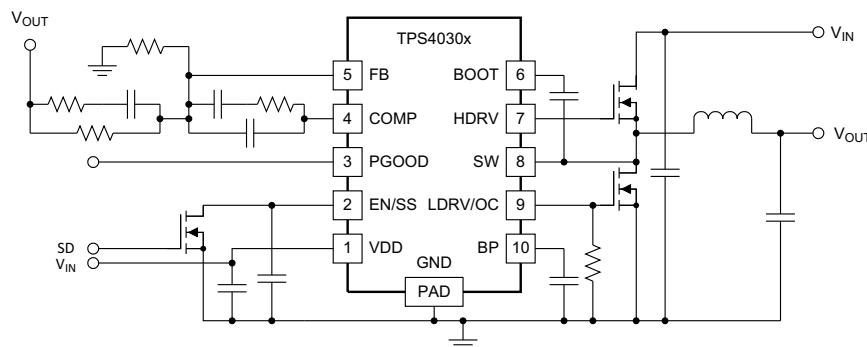 VOUT
TPS4030x
VIN
5 FB BOOT 6
4 COMP HDRV 7
VOUT
3 PGOOD SW 8
2 EN/SS LDRV/OC 9
SD
VIN
1 VDD BP 10
GND
PAD